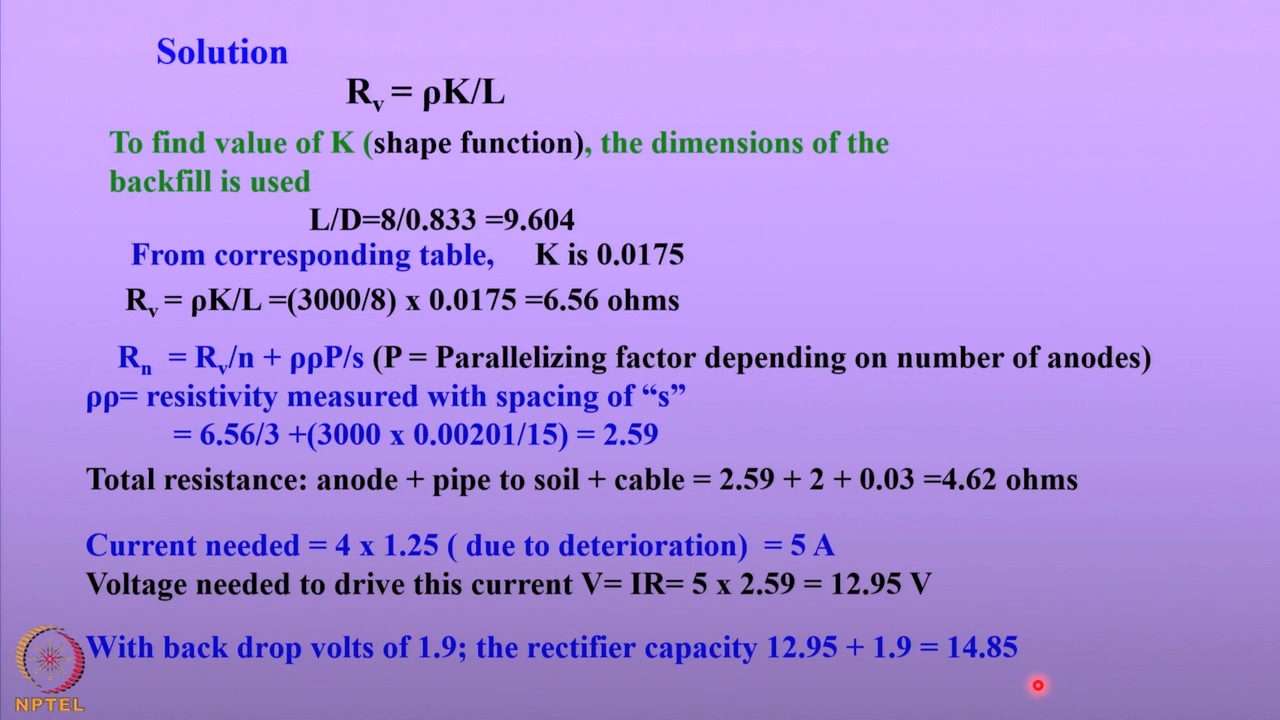 Solution
Rv = ρK/L
To find value of K (shape function), the dimensions of the
backfill is used
L/D=8/0.833 =9.604
From corresponding table, K is 0.0175
Rv = ρK/L =(3000/8) x 0.0175 =6.56 ohms
Rn = Rv/n + ρρP/s (P = Parallelizing factor depending on number of anodes)
ρρ= resistivity measured with spacing of “s”
= 6.56/3 +(3000 x 0.00201/15) = 2.59
Total resistance: anode + pipe to soil + cable = 2.59 + 2 + 0.03 =4.62 ohms
Current needed = 4 x 1.25 ( due to deterioration) = 5 A
Voltage needed to drive this current V= IR= 5 x 2.59 = 12.95 V
With back drop volts of 1.9; the rectifier capacity 12.95 + 1.9 = 14.85
NPTEL